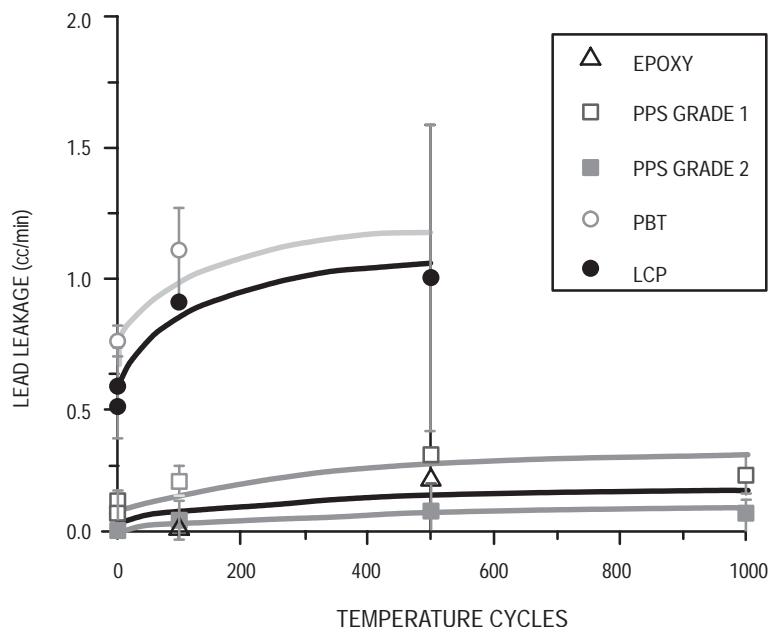 2.0
1.5
1.0
0.5
0.0
LEAD LEAKAGE (cc/min)
EPOXY
PPS GRADE 1
PPS GRADE 2
PBT
LCP
0 200 400 600 800 1000
TEMPERATURE CYCLES